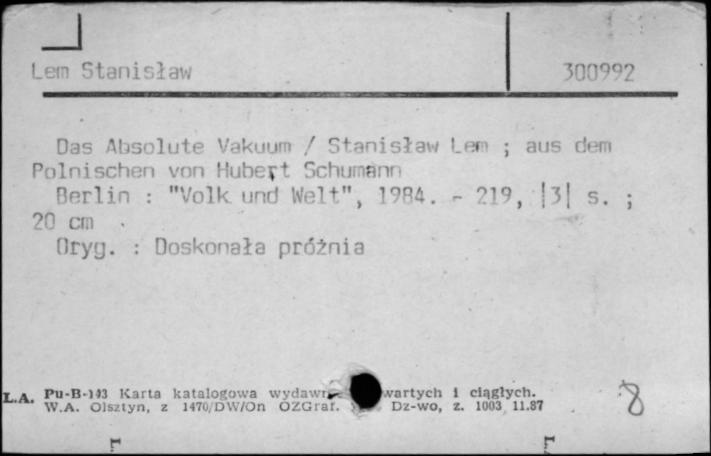 Lem Stanisław 300992
Das Absolute Vakuum / Stanisław Lem ; aus dem
Polnischen von Hubert Schumann
Berlin : "Volk und Welt", 1984. - 219, |3| s. ;
20 cm
Oryg. : Doskonała próżnia
L.A. Pu-B-143 Karta katalogowa wartych i ciągłych.
W.A. Olsztyn, z 1470/DW/On OZGraf. Dz-wo, z. 1003 11.87
8